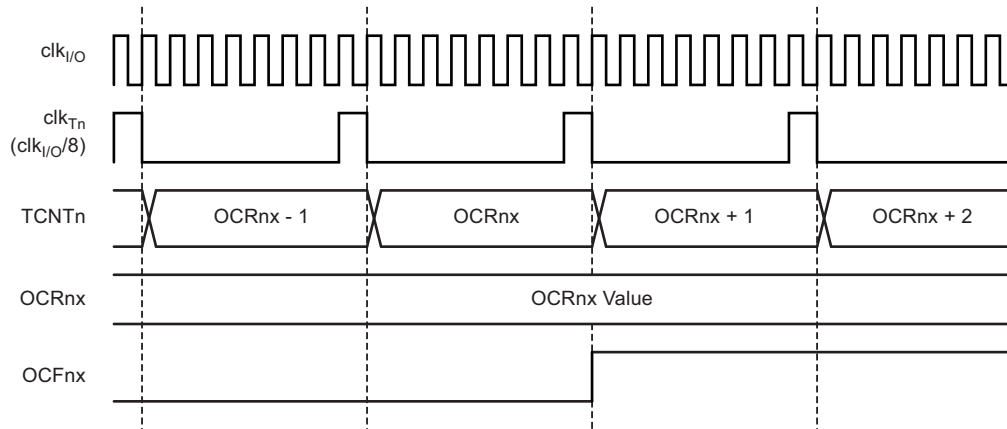 clkI/O
clkTn
(clkI/O/8)
TCNTn
OCRnx - 1
OCRnx
OCRnx + 1
OCRnx + 2
OCRnx
OCRnx Value
OCFnx